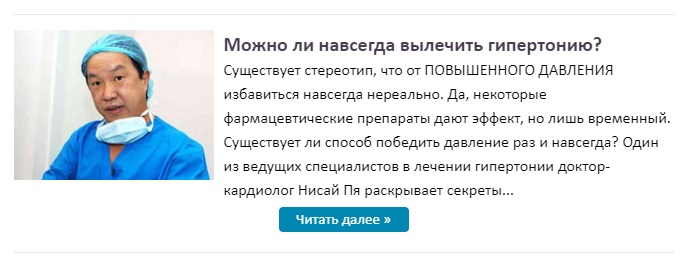 Можно ли навсегда вылечить гипертонию?
Существует стереотип, что от ПОВЫШЕННОГО ДАВЛЕНИЯ
избавиться навсегда нереально. Да, некоторые
фармацевтические препараты дают эффект, но лишь временный.
Существует ли способ победить давление раз и навсегда? Один
из ведущих специалистов в лечении гипертонии доктор-
кардиолог Нисай Пя раскрывает секреты...
Читать далее »